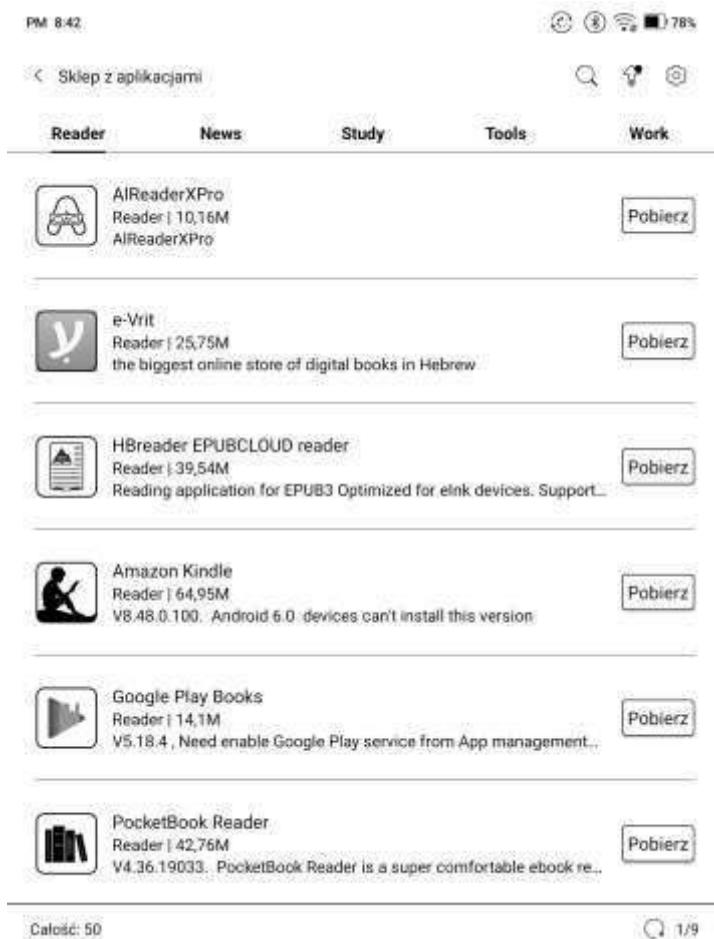 PM 8:42 78%
Sklep z aplikacjami
Reader News Study Tools Work
AlReaderXPro
Reader | 10,16M
AlReaderXPro
Pobierz
e-Vrit
Reader | 25,75M
the biggest online store of digital books in Hebrew
Pobierz
HBreader EPUBCLOUD reader
Reader | 39,54M
Reading application for EPUB3 Optimized for eInk devices. Support...
Pobierz
Amazon Kindle
Reader | 64,95M
V8.48.0.100. Android 6.0 devices can't install this version
Pobierz
Google Play Books
Reader | 14,1M
V5.18.4 , Need enable Google Play service from App management...
Pobierz
PocketBook Reader
Reader | 42,76M
V4.36.19033. PocketBook Reader is a super comfortable ebook re...
Pobierz
Całość: 50 1/9